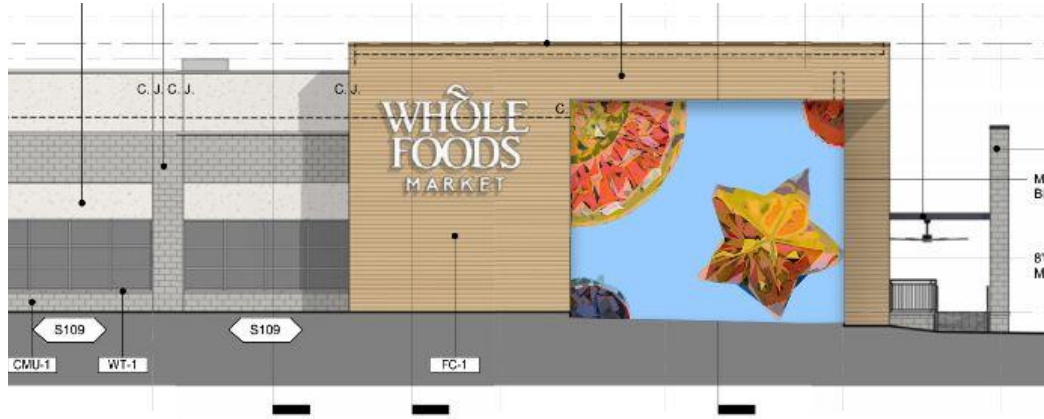 C. J.
C. J.
C. J.
C
WHOLE
FOODS
MARKET
M
B
8'
M
S109
S109
CMU-1
WT-1
FC-1